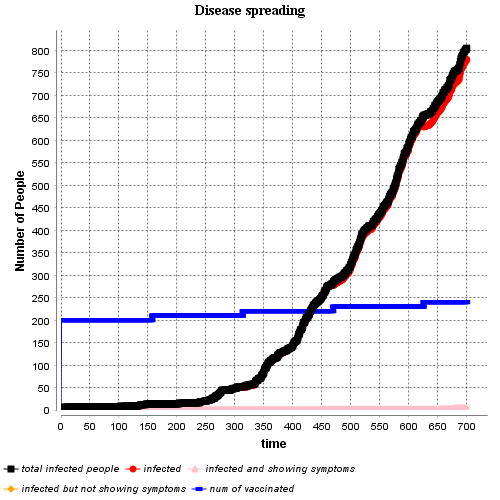 Disease spreading
Number of People
800
750
700
650
600
550
500
450
400
350
300
250
200
150
100
50
0
0 50 100 150 200 250 300 350 400 450 500 550 600 650 700
time
total infected people infected infected and showing symptoms
infected but not showing symptoms num of vaccinated